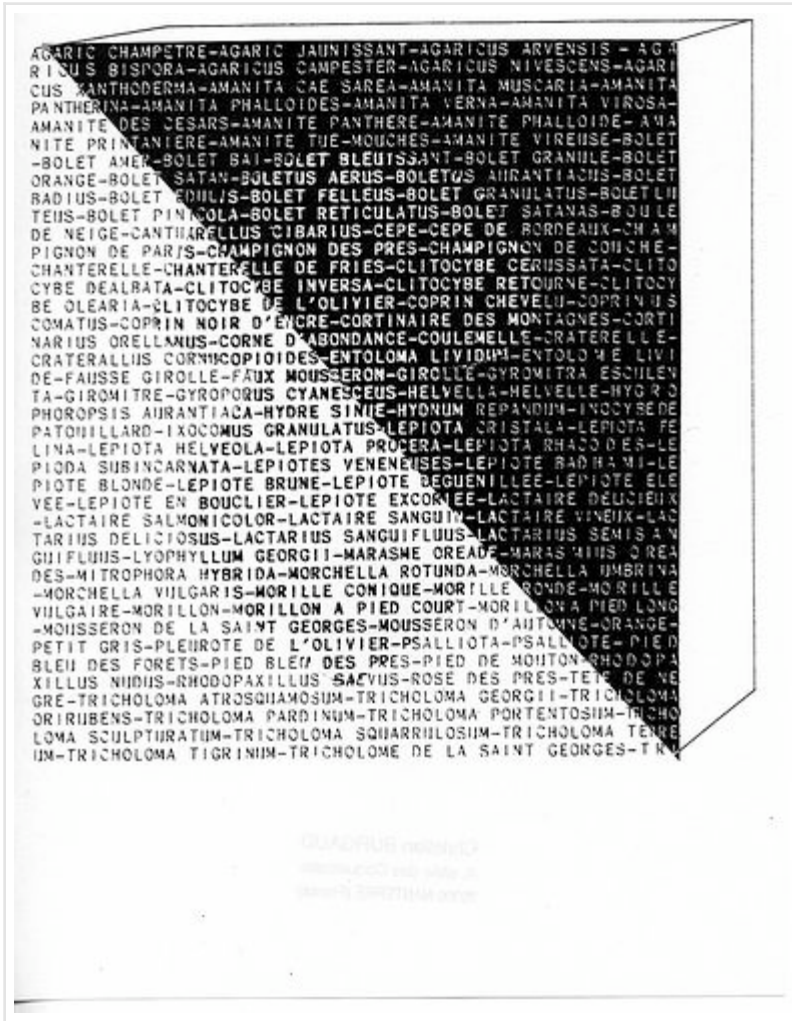 AGARIC CHAMPETRE-AGARIC JAUNISSANT-AGARICUS ARVENSIS - AGA
RICUS BISPORA-AGARICUS CAMPESTER-AGARICUS NIVESCENS-AGARI
CUS XANTHODERMA-AMANITA CAE SAREA-AMANITA MUSCARIA-AMANITA
PANTHERINA-AMANITA PHALLOIDES-AMANITA VERNA-AMANITA VIROSA-
AMANITE DES CESARS-AMANITE PANTHERE-AMANITE PHALLOIDE-AMA
NITE PRINTANIERE-AMANITE TUE-MOUCHES-AMANITE VIREUSE-BOLET
-BOLET AMER-BOLET BAI-BOLET BLEUISSANT-BOLET GRANULE-BOLET
ORANGE-BOLET SATAN-BOLETUS AERUS-BOLETUS AURANTIACUS-BOLET
BADIUS-BOLET EDULIS-BOLET FELLEUS-BOLET GRANULATUS-BOLETLU
TEUS-BOLET PINICOLA-BOLET RETICULATUS-BOLET SATANAS-BOULE
DE NEIGE-CANTHARELLUS CIBARIUS-CEPE-CEPE DE BORDEAUX-CHAM
PIGNON DE PARIS-CHAMPIGNON DES PRES-CHAMPIGNON DE COUCHE-
CHANTERELLE-CHANTERELLE DE FRIES-CLITOCYBE CERUSSATA-CLITO
CYBE DEALBATA-CLITOCYBE INVERSA-CLITOCYBE RETOURNE-CLITOCY
BE OLEARIA-CLITOCYBE DE L'OLIVIER-COPRIN CHEVELU-COPRINUS
COMATUS-COPRIN NOIR D'ENCRE-CORTINAIRE DES MONTAGNES-CORTI
NARIUS ORELLANUS-CORNE D'ABONDANCE-COULEMELLE-CRATERELLE-
CRATERALLUS CORNUCOPIOIDES-ENTOLOMA LIVIDUM-ENTOLOME LIVI
DE-FAUSSE GIROLLE-FAUX MOUSSERON-GIROLLE-GYROMITRA ESCULEN
TA-GIROMITRE-GYROPORUS CYANESCEUS-HELVELLA-HELVELLE-HYGRO
PHOROPSIS AURANTIACA-HYDRE SINUE-HYDNUM REPANDUM-INOCYBEDE
PATOUILLARD-IXOCOMUS GRANULATUS-LEPIOTA CRISTALA-LEPIOTA FE
LINA-LEPIOTA HELVEOLA-LEPIOTA PROCERA-LEPIOTA RHACODES-LE
PIODA SUBINCARNATA-LEPIOTES VENENEUSES-LEPIOTE BADHAMI-LE
PIOTE BLONDE-LEPIOTE BRUNE-LEPIOTE DEGUENILLEE-LEPIOTE ELE
VEE-LEPIOTE EN BOUCLIER-LEPIOTE EXCORIEE-LACTAIRE DELICIEUX
-LACTAIRE SALMONICOLOR-LACTAIRE SANGUIN-LACTAIRE VINEUX-LAC
TARIUS DELICIOSUS-LACTARIUS SANGUIFLUUS-LACTARIUS SEMISAN
GUIFLUUS-LYOPHYLLUM GEORGII-MARASME OREADE-MARASMIUS OREA
DES-MITROPHORA HYBRIDA-MORCHELLA ROTUNDA-MORCHELLA UMBRINA
-MORCHELLA VULGARIS-MORILLE CONIQUE-MORILLE RONDE-MORILLE
VULGAIRE-MORILLON-MORILLON A PIED COURT-MORILLON A PIED LONG
-MOUSSERON DE LA SAINT GEORGES-MOUSSERON D'AUTOMNE-ORANGE-
PETIT GRIS-PLEUROTE DE L'OLIVIER-PSALLIOTA-PSALLIOTE-PIED
BLEU DES FORETS-PIED BLEU DES PRES-PIED DE MOUTON-RHODOPA
XILLUS NUDUS-RHODOPAXILLUS SAEVUS-ROSE DES PRES-TETE DE NE
GRE-TRICHOLOMA ATROSQUAMOSUM-TRICHOLOMA GEORGII-TRICHOLOMA
ORIRUBENS-TRICHOLOMA PARDINUM-TRICHOLOMA PORTENTOSUM-TRICHO
LOMA SCULPTURATUM-TRICHOLOMA SQUARRULOSUM-TRICHOLOMA TERRE
UM-TRICHOLOMA TIGRINUM-TRICHOLOME DE LA SAINT GEORGES-TRI